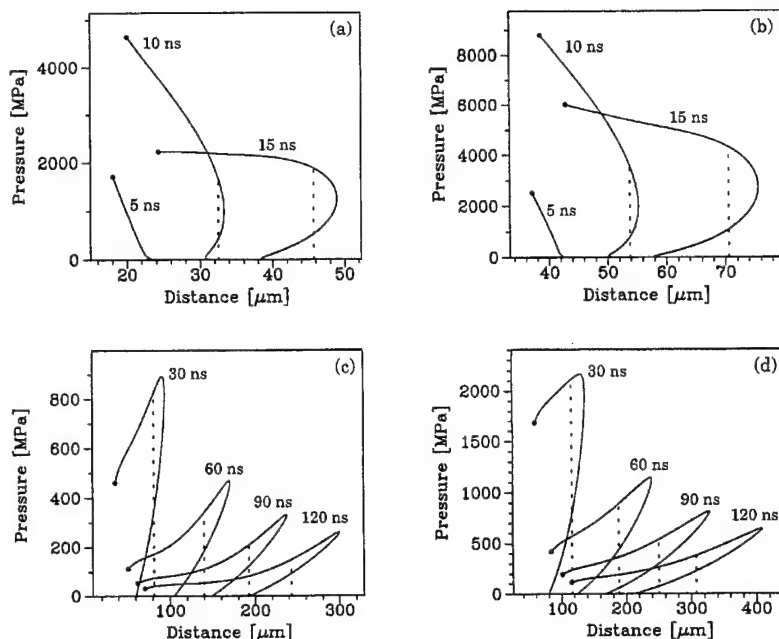 (a)
10 ns
15 ns
5 ns
Pressure [MPa]
4000
2000
0
20 30 40 50
Distance [μm]
(b)
10 ns
15 ns
5 ns
Pressure [MPa]
8000
6000
4000
2000
0
40 50 60 70
Distance [μm]
(c)
30 ns
60 ns
90 ns
120 ns
Pressure [MPa]
800
600
400
200
0
100 200 300
Distance [μm]
(d)
30 ns
60 ns
90 ns
120 ns
Pressure [MPa]
2000
1500
1000
500
0
100 200 300 400
Distance [μm]